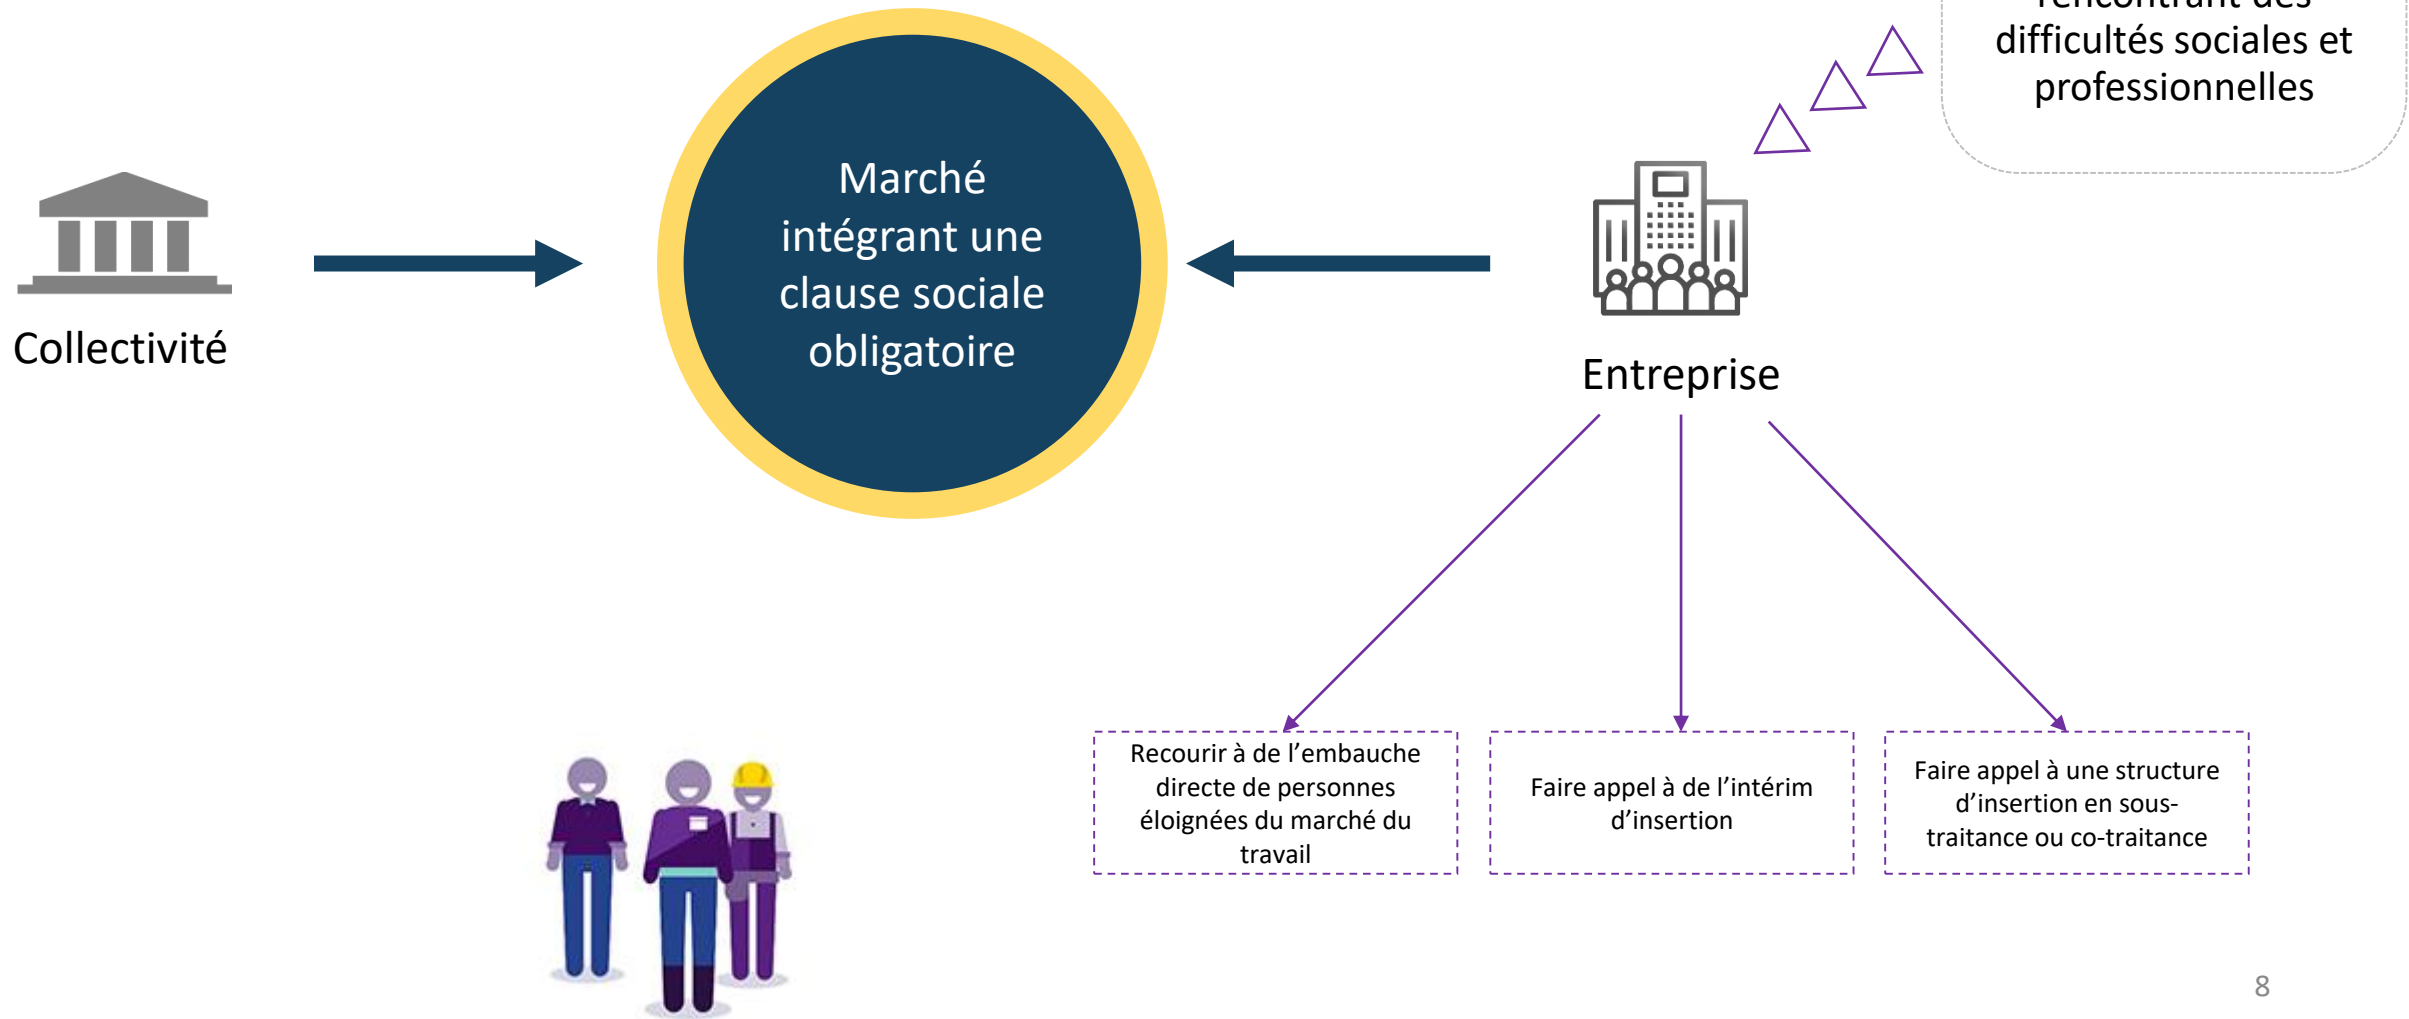 rencontrant des
difficultés sociales et
professionnelles
Marché
intégrant une
clause sociale
obligatoire
Collectivité
Entreprise
Recourir à de l’embauche
directe de personnes
éloignées du marché du
travail
Faire appel à de l’intérim
d’insertion
Faire appel à une structure
d’insertion en sous-
traitance ou co-traitance
8